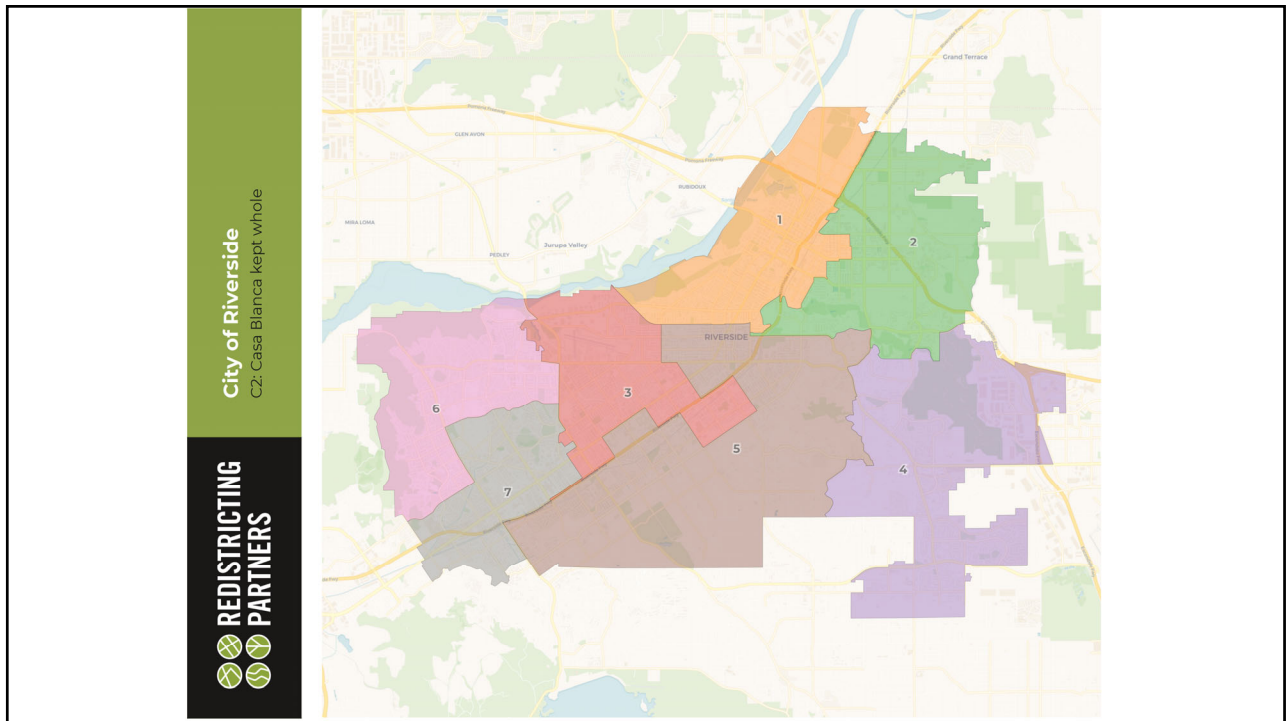 City of Riverside
C2: Casa Blanca kept whole
REDISTRICTING
PARTNERS
Grand Terrace
GLEN AVON
RUBIDOUX
MIRA LOMA
Jurupa Valley
PEDLEY
RIVERSIDE
1
2
3
4
5
6
7